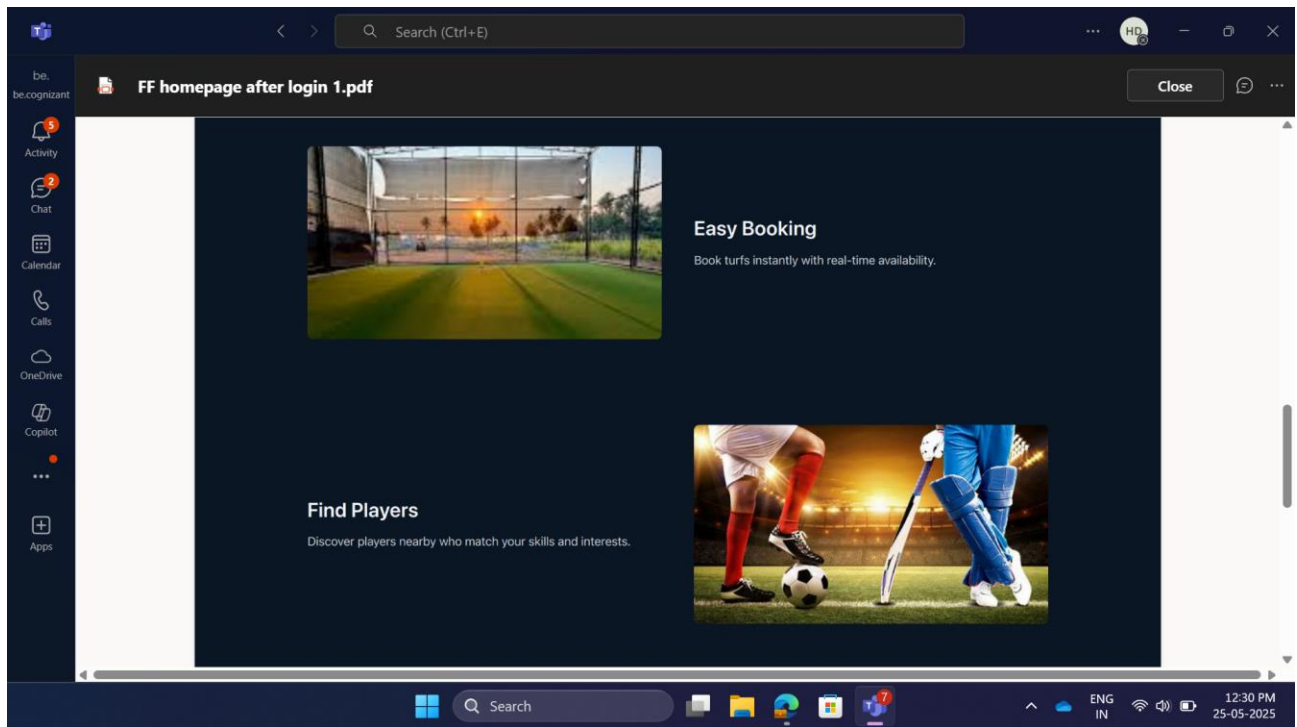 Search (Ctrl+E)
HD
be.
be.cognizant
FF homepage after login 1.pdf
Close
5
Activity
2
Chat
Calendar
Calls
OneDrive
Copilot
Apps
Easy Booking
Book turfs instantly with real-time availability.
Find Players
Discover players nearby who match your skills and interests.
Search
7
ENG
IN
12:30 PM
25-05-2025